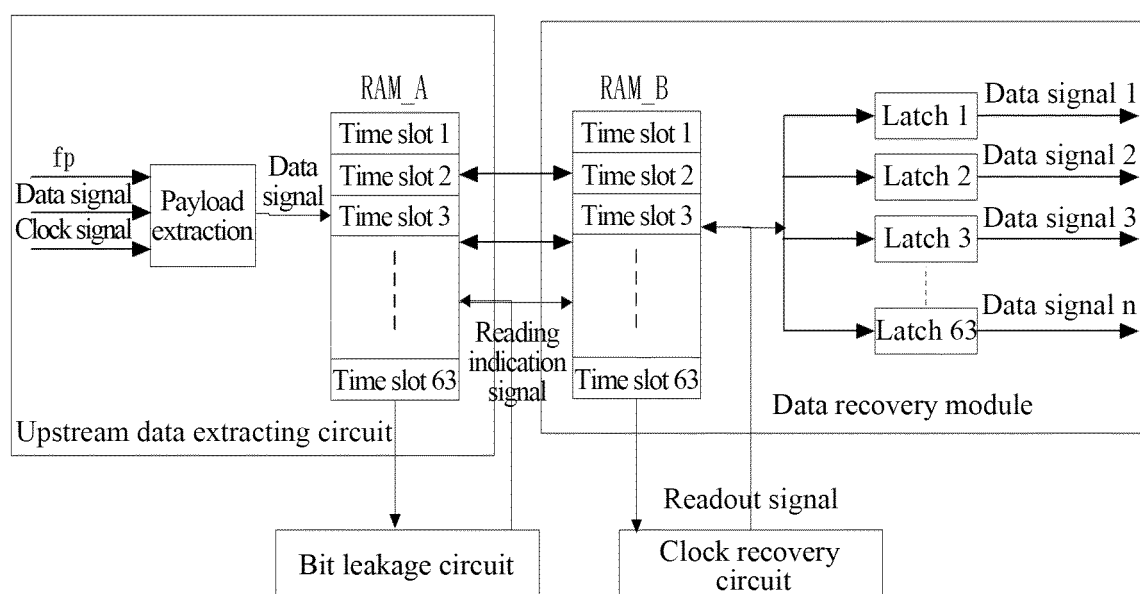 RAM_A
RAM_B
fp
Data signal
Clock signal
Payload
extraction
Data
signal
Time slot 1
Time slot 2
Time slot 3
Time slot 63
Reading
indication
signal
Time slot 1
Time slot 2
Time slot 3
Time slot 63
Latch 1
Latch 2
Latch 3
Latch 63
Data signal 1
Data signal 2
Data signal 3
Data signal n
Upstream data extracting circuit
Data recovery module
Readout signal
Bit leakage circuit
Clock recovery
circuit